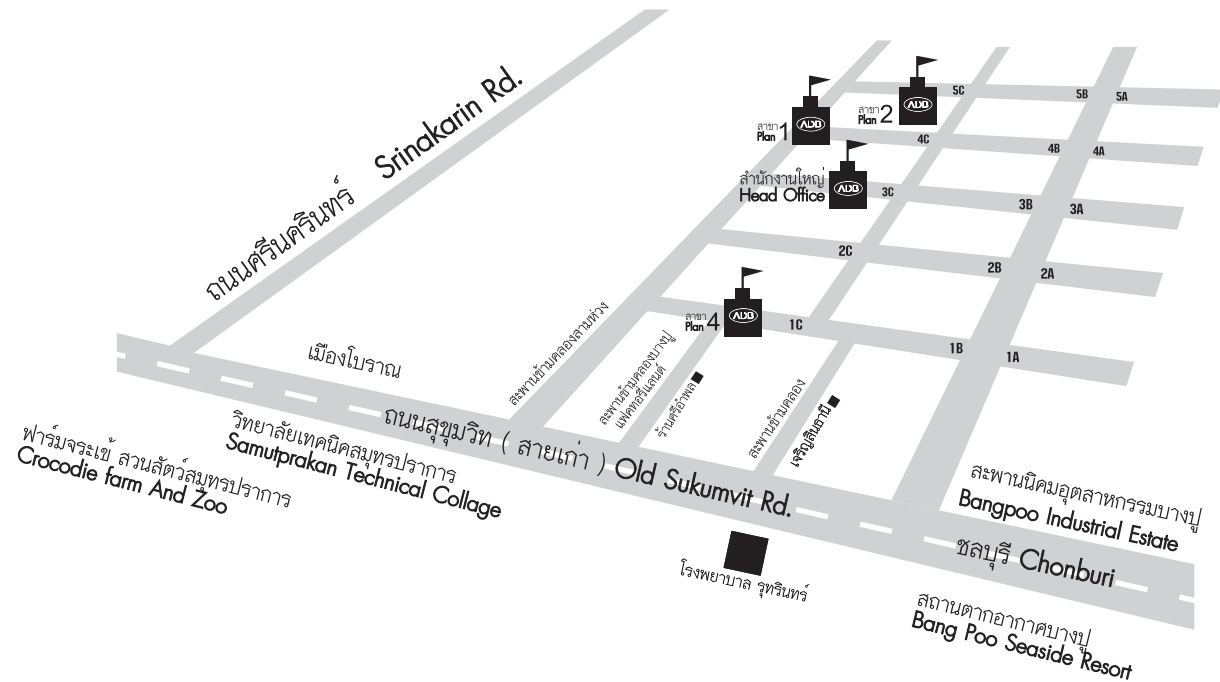 ถนนศรีนครินทร์ Srinakarin Rd.
5C
5B
5A
สาขา
Plan 2
ADB
สาขา
Plan 1
ADB
4C
4B
4A
สำนักงานใหญ่
Head Office
ADB
3C
3B
3A
2C
2B
2A
สาขา
Plan 4
ADB
1C
1B
1A
สะพานข้ามคลองสามห่วง
สะพานข้ามคลองบางปู
แฟคทอรี่แลนด์
ร้านศรีอำพล
สะพานข้ามคลอง
เจริญสินธานี
เมืองโบราณ
ถนนสุขุมวิท ( สายเก่า ) Old Sukumvit Rd.
วิทยาลัยเทคนิคสมุทรปราการ
Samutprakan Technical Collage
ฟาร์มจระเข้ สวนสัตว์สมุทรปราการ
Crocodie farm And Zoo
สะพานนิคมอุตสาหกรรมบางปู
Bangpoo Industrial Estate
ชลบุรี Chonburi
โรงพยาบาล รุทรินทร์
สถานตากอากาศบางปู
Bang Poo Seaside Resort